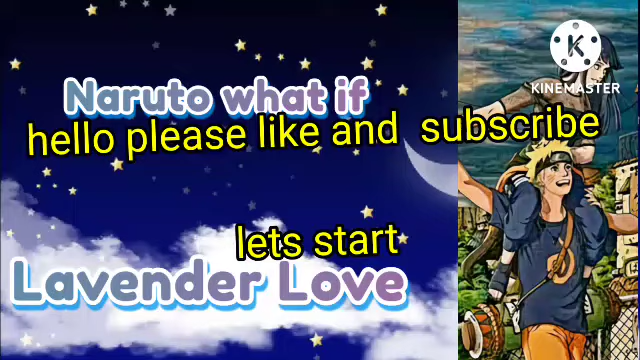 Naruto what if
hello please like and subscribe
lets start
Lavender Love
K
KINEMASTER